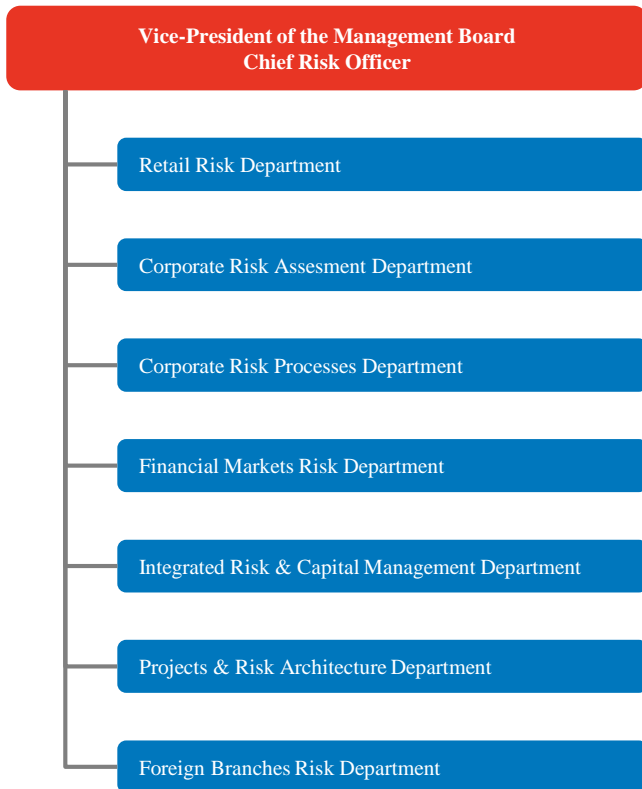 Vice-President of the Management Board
Chief Risk Officer
Retail Risk Department
Corporate Risk Assesment Department
Corporate Risk Processes Department
Financial Markets Risk Department
Integrated Risk & Capital Management Department
Projects & Risk Architecture Department
Foreign Branches Risk Department